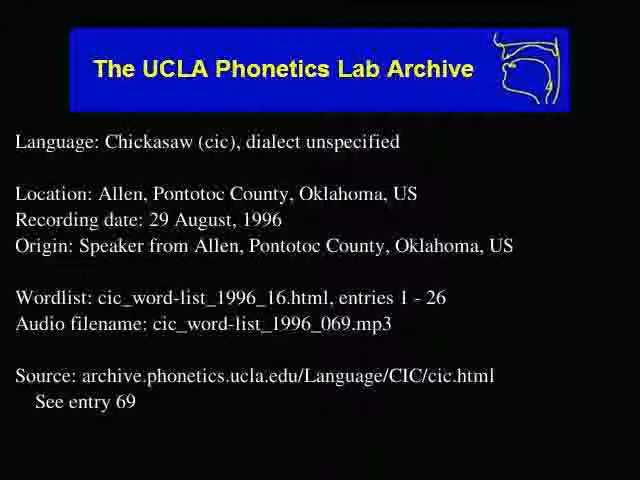 The UCLA Phonetics Lab Archive
Language: Chickasaw (cic), dialect unspecified
Location: Allen, Pontotoc County, Oklahoma, US
Recording date: 29 August, 1996
Origin: Speaker from Allen, Pontotoc County, Oklahoma, US
Wordlist: cic_word-list_1996_16.html, entries 1 - 26
Audio filename: cic_word-list_1996_069.mp3
Source: archive.phonetics.ucla.edu/Language/CIC/cic.html
See entry 69